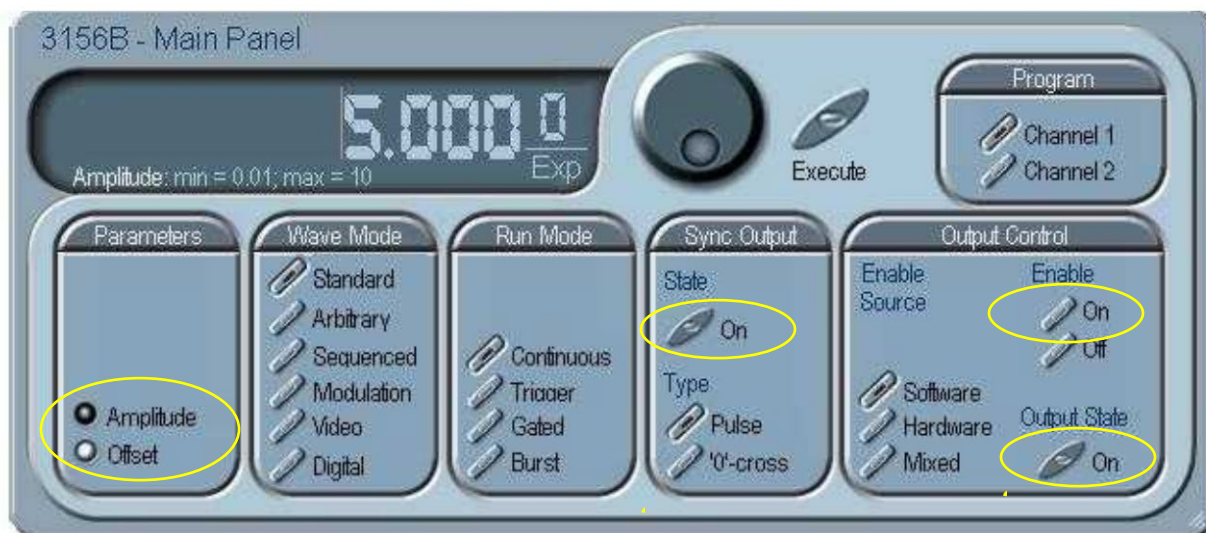 3156B - Main Panel
5.000 0
Exp
Amplitude: min = 0.01; max = 10
Execute
Program
Channel 1
Channel 2
Parameters
Amplitude
Offset
Wave Mode
Standard
Arbitrary
Sequenced
Modulation
Video
Digital
Run Mode
Continuous
Trigger
Gated
Burst
Sync Output
State
On
Type
Pulse
'0'-cross
Output Control
Enable
Source
Software
Hardware
Mixed
Enable
On
Off
Output State
On